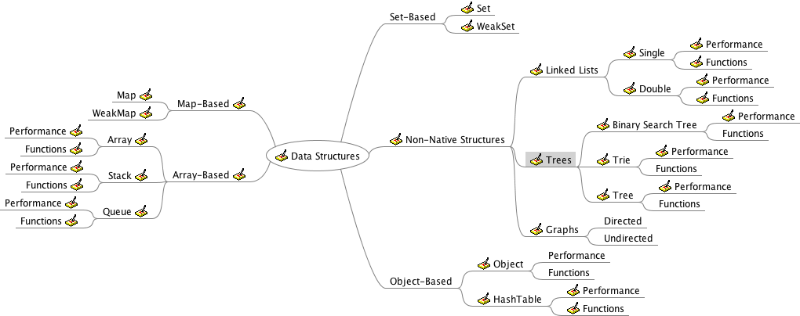 Data Structures
Map-Based
Map
WeakMap
Array-Based
Array
Performance
Functions
Stack
Performance
Functions
Queue
Performance
Functions
Set-Based
Set
WeakSet
Non-Native Structures
Linked Lists
Single
Performance
Functions
Double
Performance
Functions
Trees
Binary Search Tree
Performance
Functions
Trie
Performance
Functions
Tree
Performance
Functions
Graphs
Directed
Undirected
Object-Based
Object
Performance
Functions
HashTable
Performance
Functions